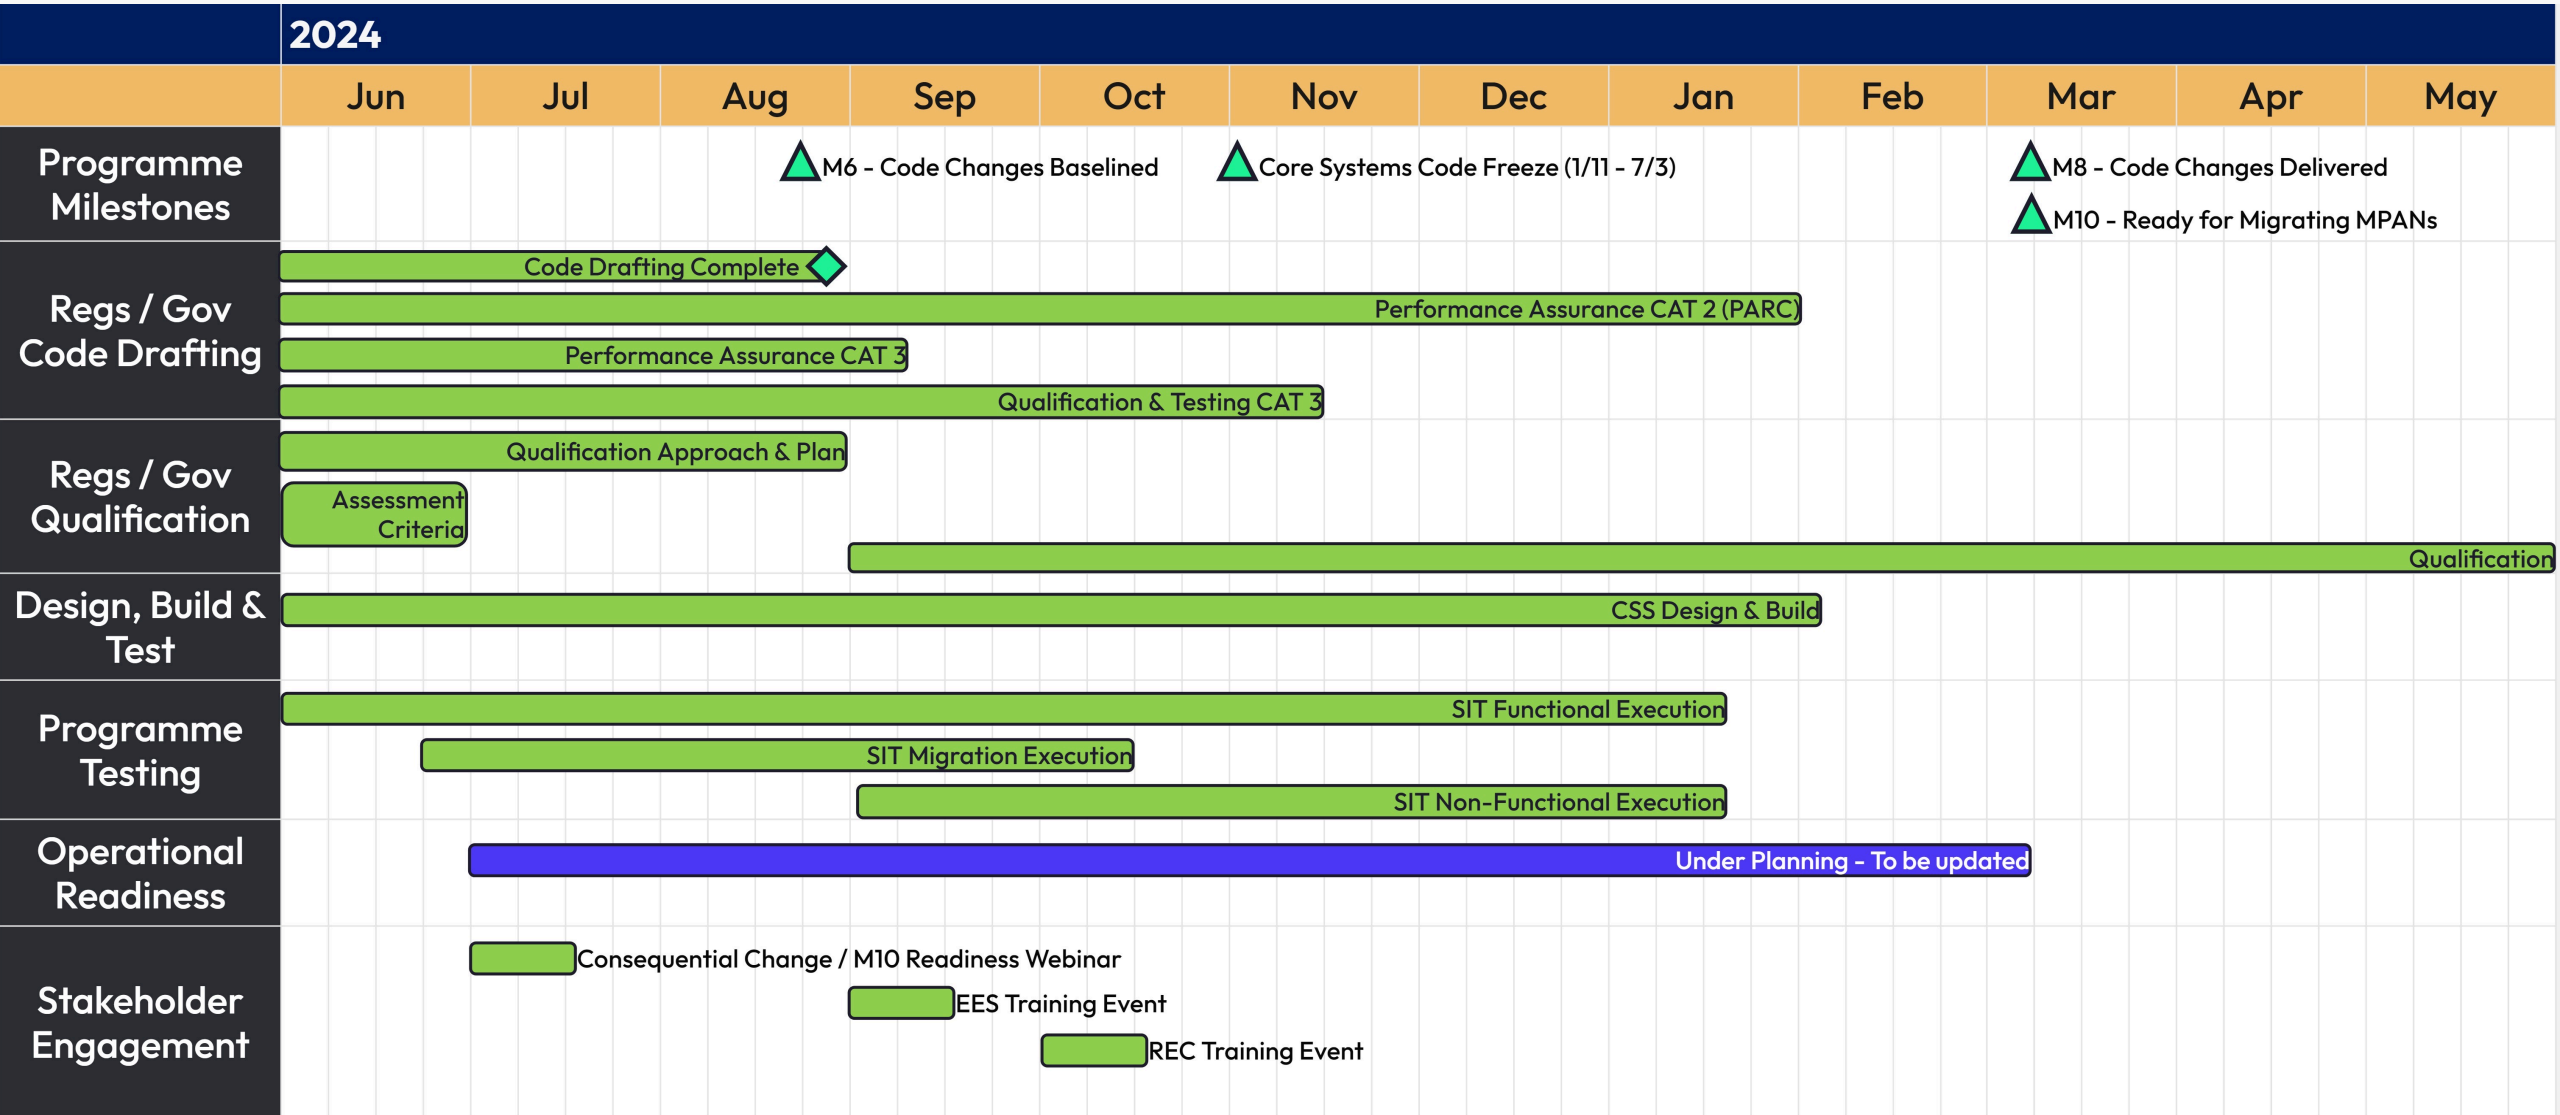 2024
Jun Jul Aug Sep Oct Nov Dec Jan Feb Mar Apr May
Programme
Milestones
M6 - Code Changes Baselined
Core Systems Code Freeze (1/11 - 7/3)
M8 - Code Changes Delivered
M10 - Ready for Migrating MPANs
Regs / Gov
Code Drafting
Code Drafting Complete
Performance Assurance CAT 2 (PARC)
Performance Assurance CAT 3
Qualification & Testing CAT 3
Regs / Gov
Qualification
Qualification Approach & Plan
Assessment
Criteria
Qualification
Design, Build &
Test
CSS Design & Build
Programme
Testing
SIT Functional Execution
SIT Migration Execution
SIT Non-Functional Execution
Operational
Readiness
Under Planning - To be updated
Stakeholder
Engagement
Consequential Change / M10 Readiness Webinar
EES Training Event
REC Training Event